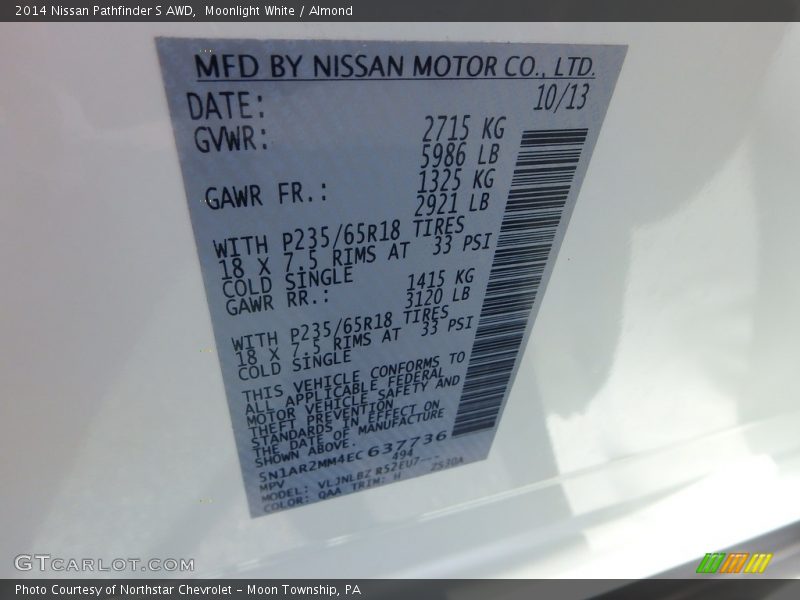 2014 Nissan Pathfinder S AWD, Moonlight White / Almond
MFD BY NISSAN MOTOR CO., LTD.
DATE: 10/13
GVWR: 2715 KG
5986 LB
GAWR FR.: 1325 KG
2921 LB
WITH P235/65R18 TIRES
18 X 7.5 RIMS AT 33 PSI
COLD SINGLE
GAWR RR.: 1415 KG
3120 LB
WITH P235/65R18 TIRES
18 X 7.5 RIMS AT 33 PSI
COLD SINGLE
THIS VEHICLE CONFORMS TO
ALL APPLICABLE FEDERAL
MOTOR VEHICLE SAFETY AND
THEFT PREVENTION
STANDARDS IN EFFECT ON
THE DATE OF MANUFACTURE
SHOWN ABOVE.
5N1AR2MM4EC637736
MPV 494
MODEL: VLJNLBZ R52EU7--- 2530A
COLOR: QAA TRIM: H
GTCARLOT.COM
Photo Courtesy of Northstar Chevrolet - Moon Township, PA